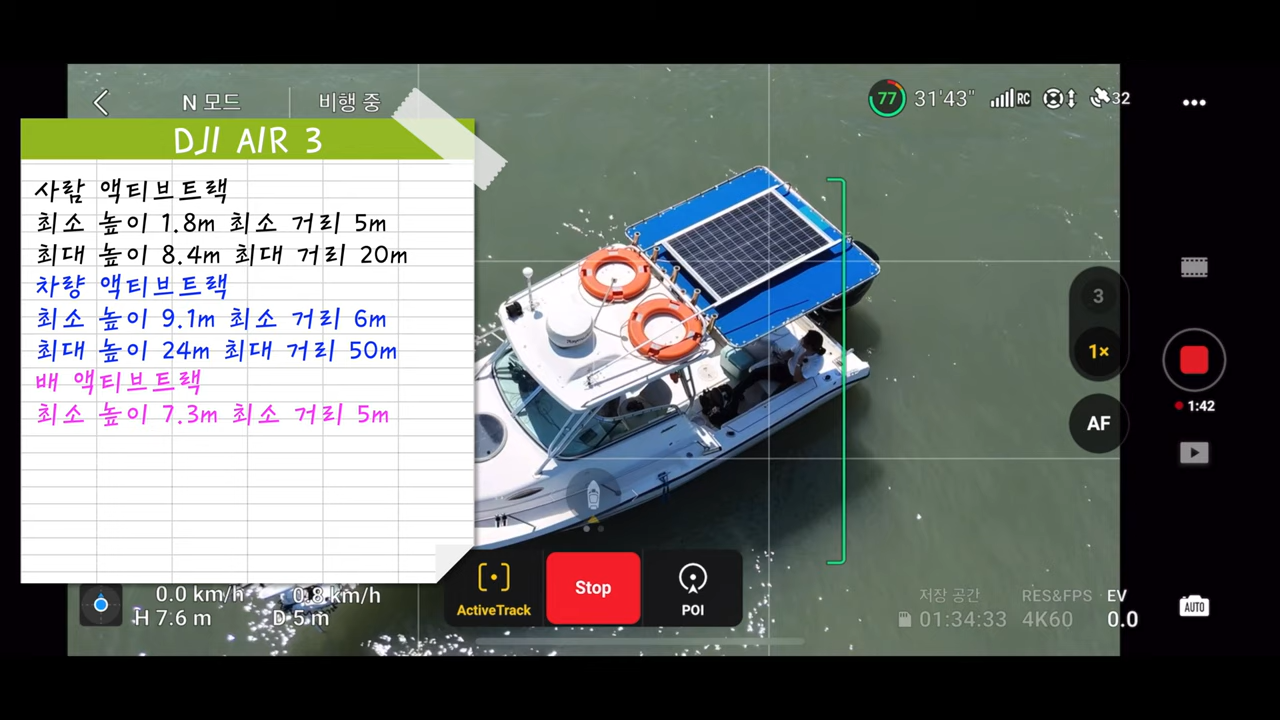 N 모드
비행 중
77
31'43"
RC
32
DJI AIR 3
사람 액티브트랙
최소 높이 1.8m 최소 거리 5m
최대 높이 8.4m 최대 거리 20m
차량 액티브트랙
최소 높이 9.1m 최소 거리 6m
최대 높이 24m 최대 거리 50m
배 액티브트랙
최소 높이 7.3m 최소 거리 5m
3
1×
AF
1:42
ActiveTrack
Stop
POI
0.0 km/h
0.8 km/h
H 7.6 m
D 5 m
저장 공간
01:34:33
RES&FPS
4K60
EV
0.0
AUTO